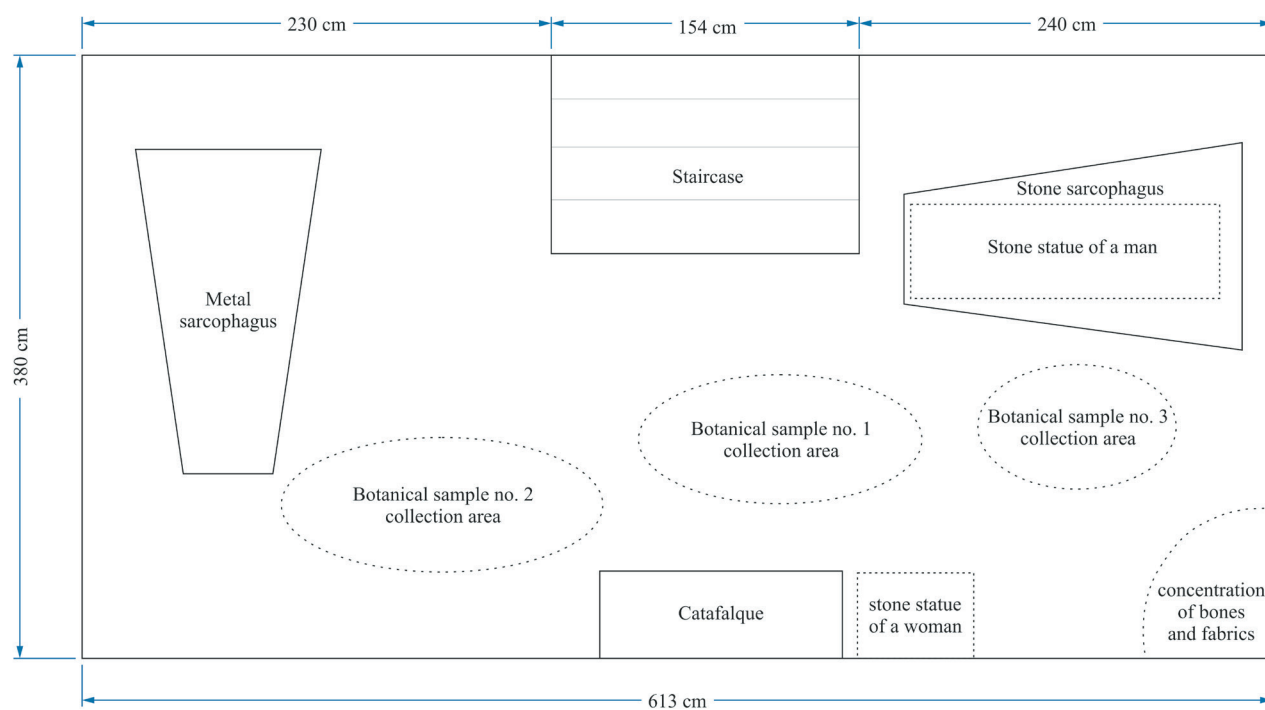 230 cm
154 cm
240 cm
380 cm
Staircase
Stone sarcophagus
Stone statue of a man
Metal
sarcophagus
Botanical sample no. 1
collection area
Botanical sample no. 3
collection area
Botanical sample no. 2
collection area
Catafalque
stone statue
of a woman
concentration
of bones
and fabrics
613 cm